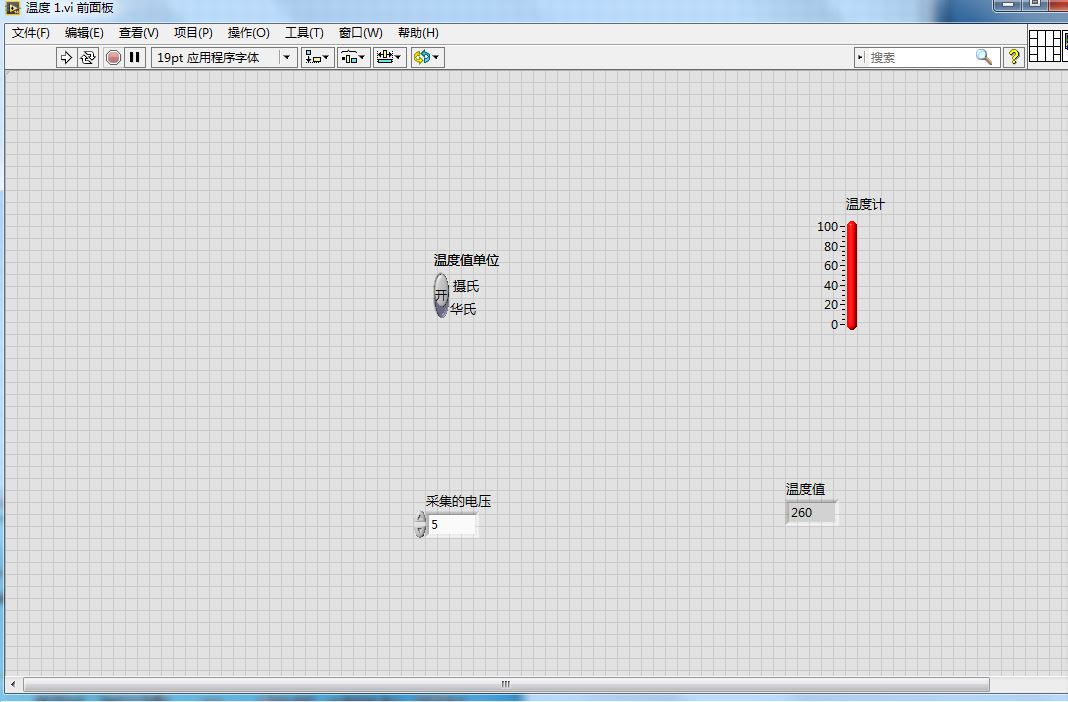 温度 1.vi 前面板
文件(F) 编辑(E) 查看(V) 项目(P) 操作(O) 工具(T) 窗口(W) 帮助(H)
19pt 应用程序字体 搜索 ?
温度计
100
80
60
40
20
0
温度值单位
开 摄氏
华氏
采集的电压
5
温度值
260